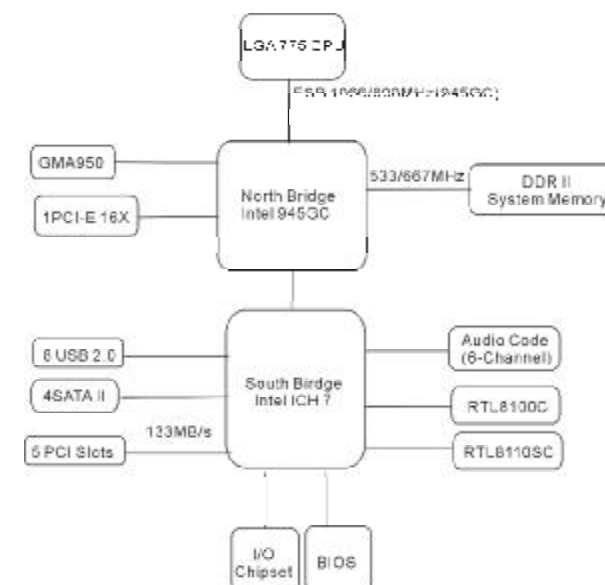 LGA 775 CPU
FSB 1066/800MHz(945GC)
GMA950
1PCI-E 16X
North Bridge
Intel 945GC
533/667MHz
DDR II
System Memory
8 USB 2.0
4SATA II
133MB/s
5 PCI Slots
South Birdge
Intel ICH 7
Audio Code
(6-Channel)
RTL8100C
RTL8110SC
I/O
Chipset
BIOS